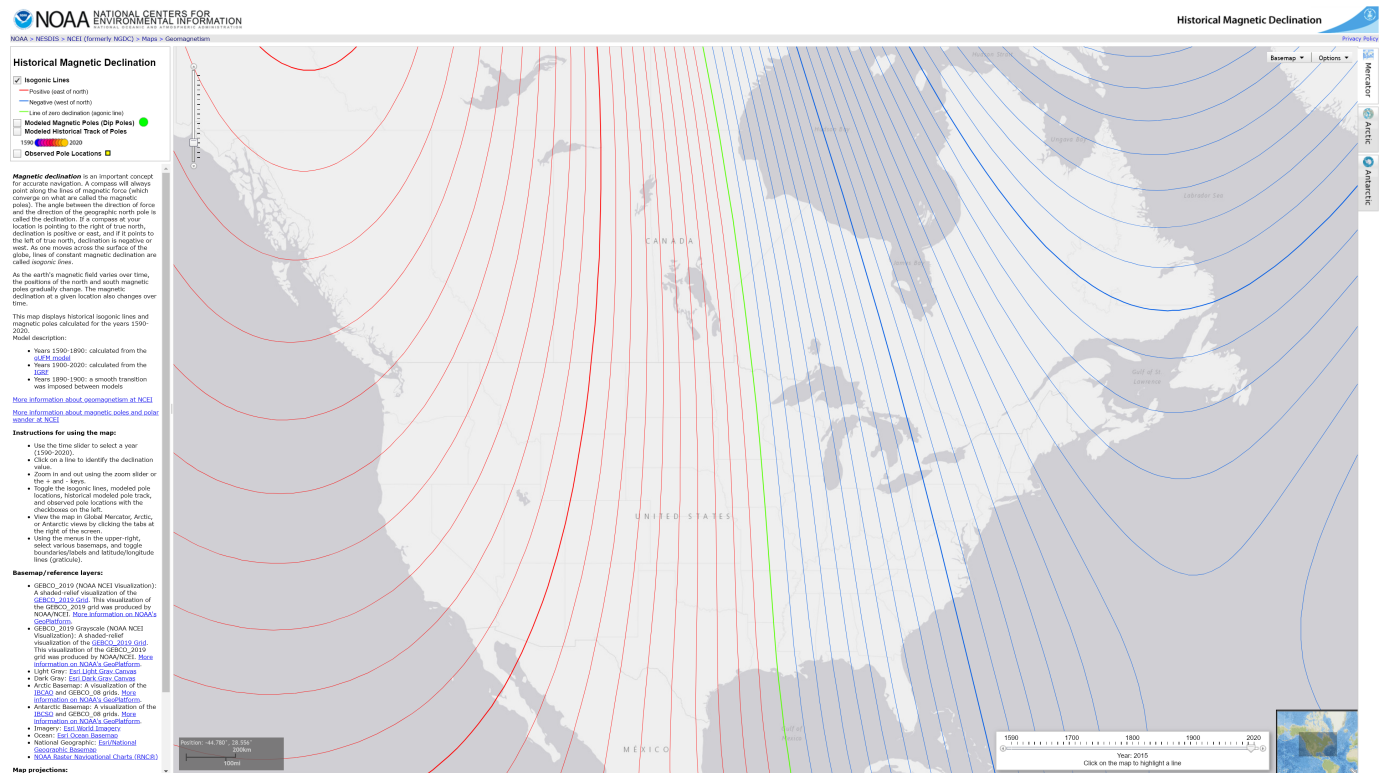 NOAA
NATIONAL CENTERS FOR
ENVIRONMENTAL INFORMATION
NATIONAL OCEANIC AND ATMOSPHERIC ADMINISTRATION
Historical Magnetic Declination
NOAA > NESDIS > NCEI (formerly NGDC) > Maps > Geomagnetism
Privacy Policy
Historical Magnetic Declination
Isogonic Lines
Positive (east of north)
Negative (west of north)
Line of zero declination (agonic line)
Modeled Magnetic Poles (Dip Poles)
Modeled Historical Track of Poles
1590 2020
Observed Pole Locations
Magnetic declination is an important concept
for accurate navigation. A compass will always
point along the lines of magnetic force (which
converge on what are called the magnetic
poles). The angle between the direction of force
and the direction of the geographic north pole is
called the declination. If a compass at your
location is pointing to the right of true north,
declination is positive or east, and if it points to
the left of true north, declination is negative or
west. As one moves across the surface of the
globe, lines of constant magnetic declination are
called isogonic lines.
As the earth's magnetic field varies over time,
the positions of the north and south magnetic
poles gradually change. The magnetic
declination at a given location also changes over
time.
This map displays historical isogonic lines and
magnetic poles calculated for the years 1590-
2020.
Model description:
• Years 1590-1890: calculated from the
gUFM model
• Years 1900-2020: calculated from the
IGRF
• Years 1890-1900: a smooth transition
was imposed between models
More information about geomagnetism at NCEI
More information about magnetic poles and polar
wander at NCEI
Instructions for using the map:
• Use the time slider to select a year
(1590-2020).
• Click on a line to identify the declination
value.
• Zoom in and out using the zoom slider or
the + and - keys.
• Toggle the isogonic lines, modeled pole
locations, historical modeled pole track,
and observed pole locations with the
checkboxes on the left.
• View the map in Global Mercator, Arctic,
or Antarctic views by clicking the tabs at
the right of the screen.
• Using the menus in the upper-right,
select various basemaps, and toggle
boundaries/labels and latitude/longitude
lines (graticule).
Basemap/reference layers:
• GEBCO_2019 (NOAA NCEI Visualization):
A shaded-relief visualization of the
GEBCO_2019 Grid. This visualization of
the GEBCO_2019 grid was produced by
NOAA/NCEI. More information on NOAA's
GeoPlatform.
• GEBCO_2019 Grayscale (NOAA NCEI
Visualization): A shaded-relief
visualization of the GEBCO_2019 Grid.
This visualization of the GEBCO_2019
grid was produced by NOAA/NCEI. More
information on NOAA's GeoPlatform.
• Light Gray: Esri Light Gray Canvas
• Dark Gray: Esri Dark Gray Canvas
• Arctic Basemap: A visualization of the
IBCAO and GEBCO_08 grids. More
information on NOAA's GeoPlatform.
• Antarctic Basemap: A visualization of the
IBCSO and GEBCO_08 grids. More
information on NOAA's GeoPlatform.
• Imagery: Esri World Imagery
• Ocean: Esri Ocean Basemap
• National Geographic: Esri/National
Geographic Basemap
• NOAA Raster Navigational Charts (RNC)R)
Map projections:
Basemap
Options
Mercator
Arctic
Antarctic
Hudson Strait
Hudson Bay
Ungava Bay
Labrador Sea
CANADA
James Bay
Gulf of St
Lawrence
UNITED STATES
Gulf of
Mexico
MÉXICO
Position: -44.780°, 28.556°
200km
100mi
1590 1700 1800 1900 2020
Year: 2015
Click on the map to highlight a line